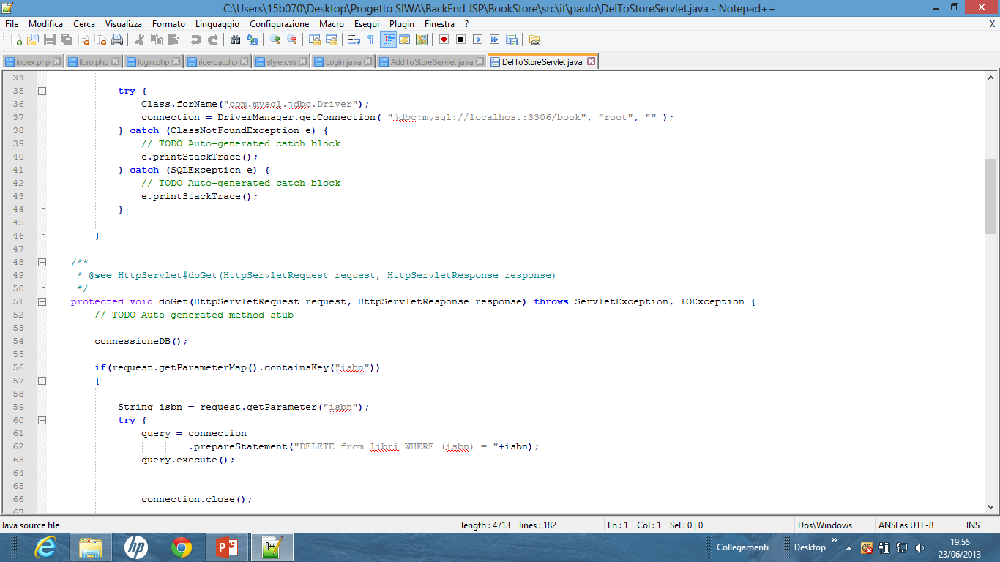 C:\Users\15b070\Desktop\Progetto SIWA\BackEnd JSP\BookStore\src\it\paolo\DelToStoreServlet.java - Notepad++
File Modifica Cerca Visualizza Formato Linguaggio Configurazione Macro Esegui Plugin Finestra ? X
index.php libro.php login.php ricerca.php style.css Login.java AddToStoreServlet.java DelToStoreServlet.java
34
35 try {
36 Class.forName("com.mysql.jdbc.Driver");
37 connection = DriverManager.getConnection( "jdbc:mysql://localhost:3306/book", "root", "" );
38 } catch (ClassNotFoundException e) {
39 // TODO Auto-generated catch block
40 e.printStackTrace();
41 } catch (SQLException e) {
42 // TODO Auto-generated catch block
43 e.printStackTrace();
44 }
45
46 }
47
48 /**
49 * @see HttpServlet#doGet(HttpServletRequest request, HttpServletResponse response)
50 */
51 protected void doGet(HttpServletRequest request, HttpServletResponse response) throws ServletException, IOException {
52 // TODO Auto-generated method stub
53
54 connessioneDB();
55
56 if(request.getParameterMap().containsKey("isbn"))
57 {
58
59 String isbn = request.getParameter("isbn");
60 try {
61 query = connection
62 .prepareStatement("DELETE from libri WHERE (isbn) = "+isbn);
63 query.execute();
64
65
66 connection.close();
67
Java source file length : 4713 lines : 182 Ln : 1 Col : 1 Sel : 0 | 0 Dos\Windows ANSI as UTF-8 INS
Collegamenti Desktop 19.55
23/06/2013